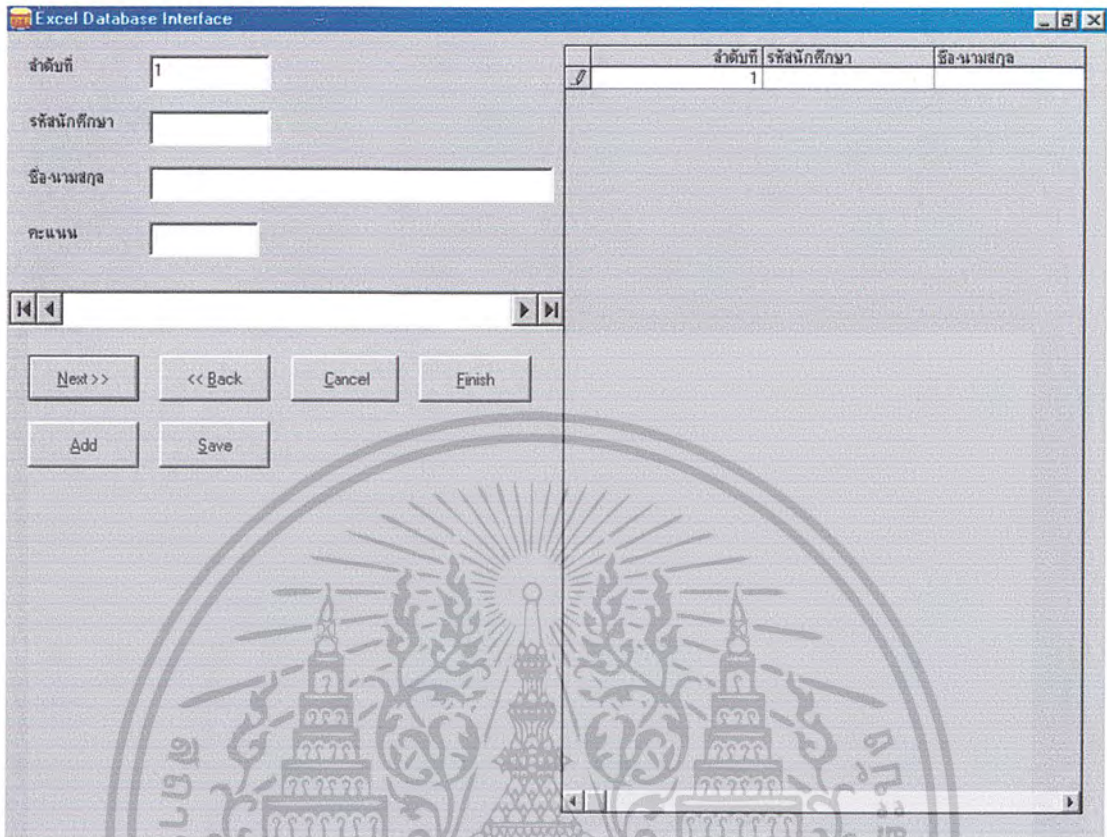 Excel Database Interface
ลำดับที่
1
รหัสนักศึกษา
ชื่อ-นามสกุล
คะแนน
Next >>
<< Back
Cancel
Finish
Add
Save
ลำดับที่ รหัสนักศึกษา ชื่อ-นามสกุล
1